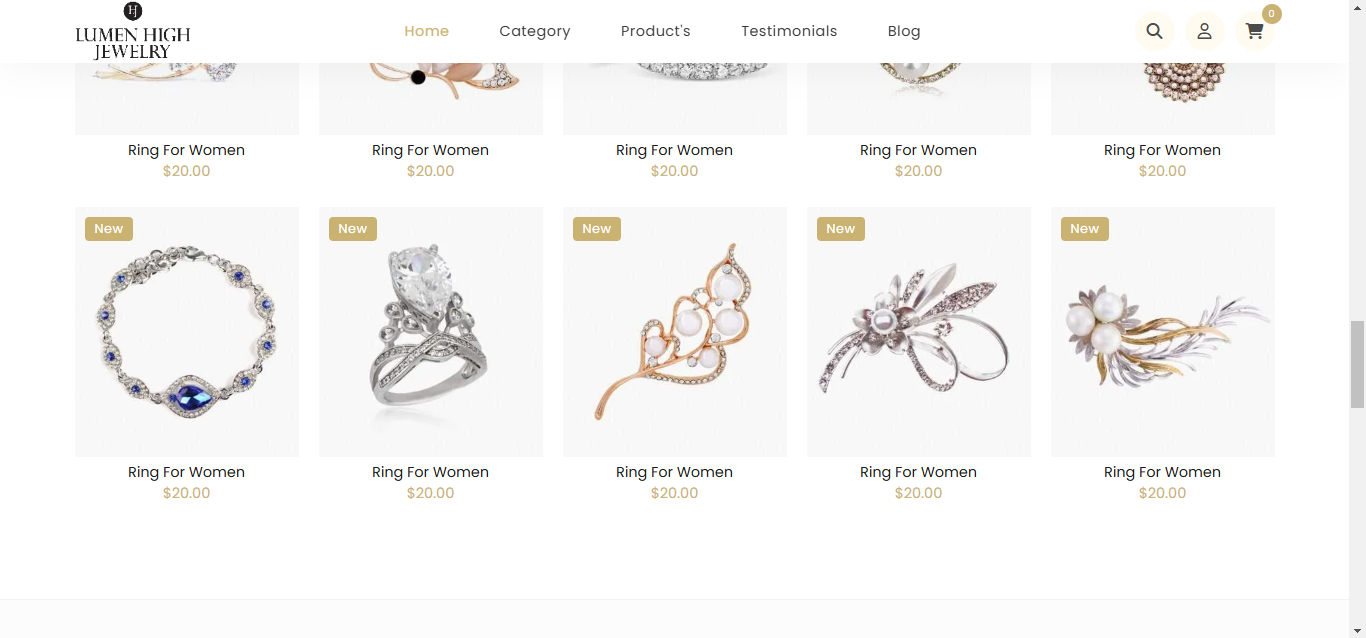 LUMEN HIGH
JEWELRY
Home Category Product's Testimonials Blog
0
Ring For Women Ring For Women Ring For Women Ring For Women Ring For Women
$20.00 $20.00 $20.00 $20.00 $20.00
New New New New New
Ring For Women Ring For Women Ring For Women Ring For Women Ring For Women
$20.00 $20.00 $20.00 $20.00 $20.00